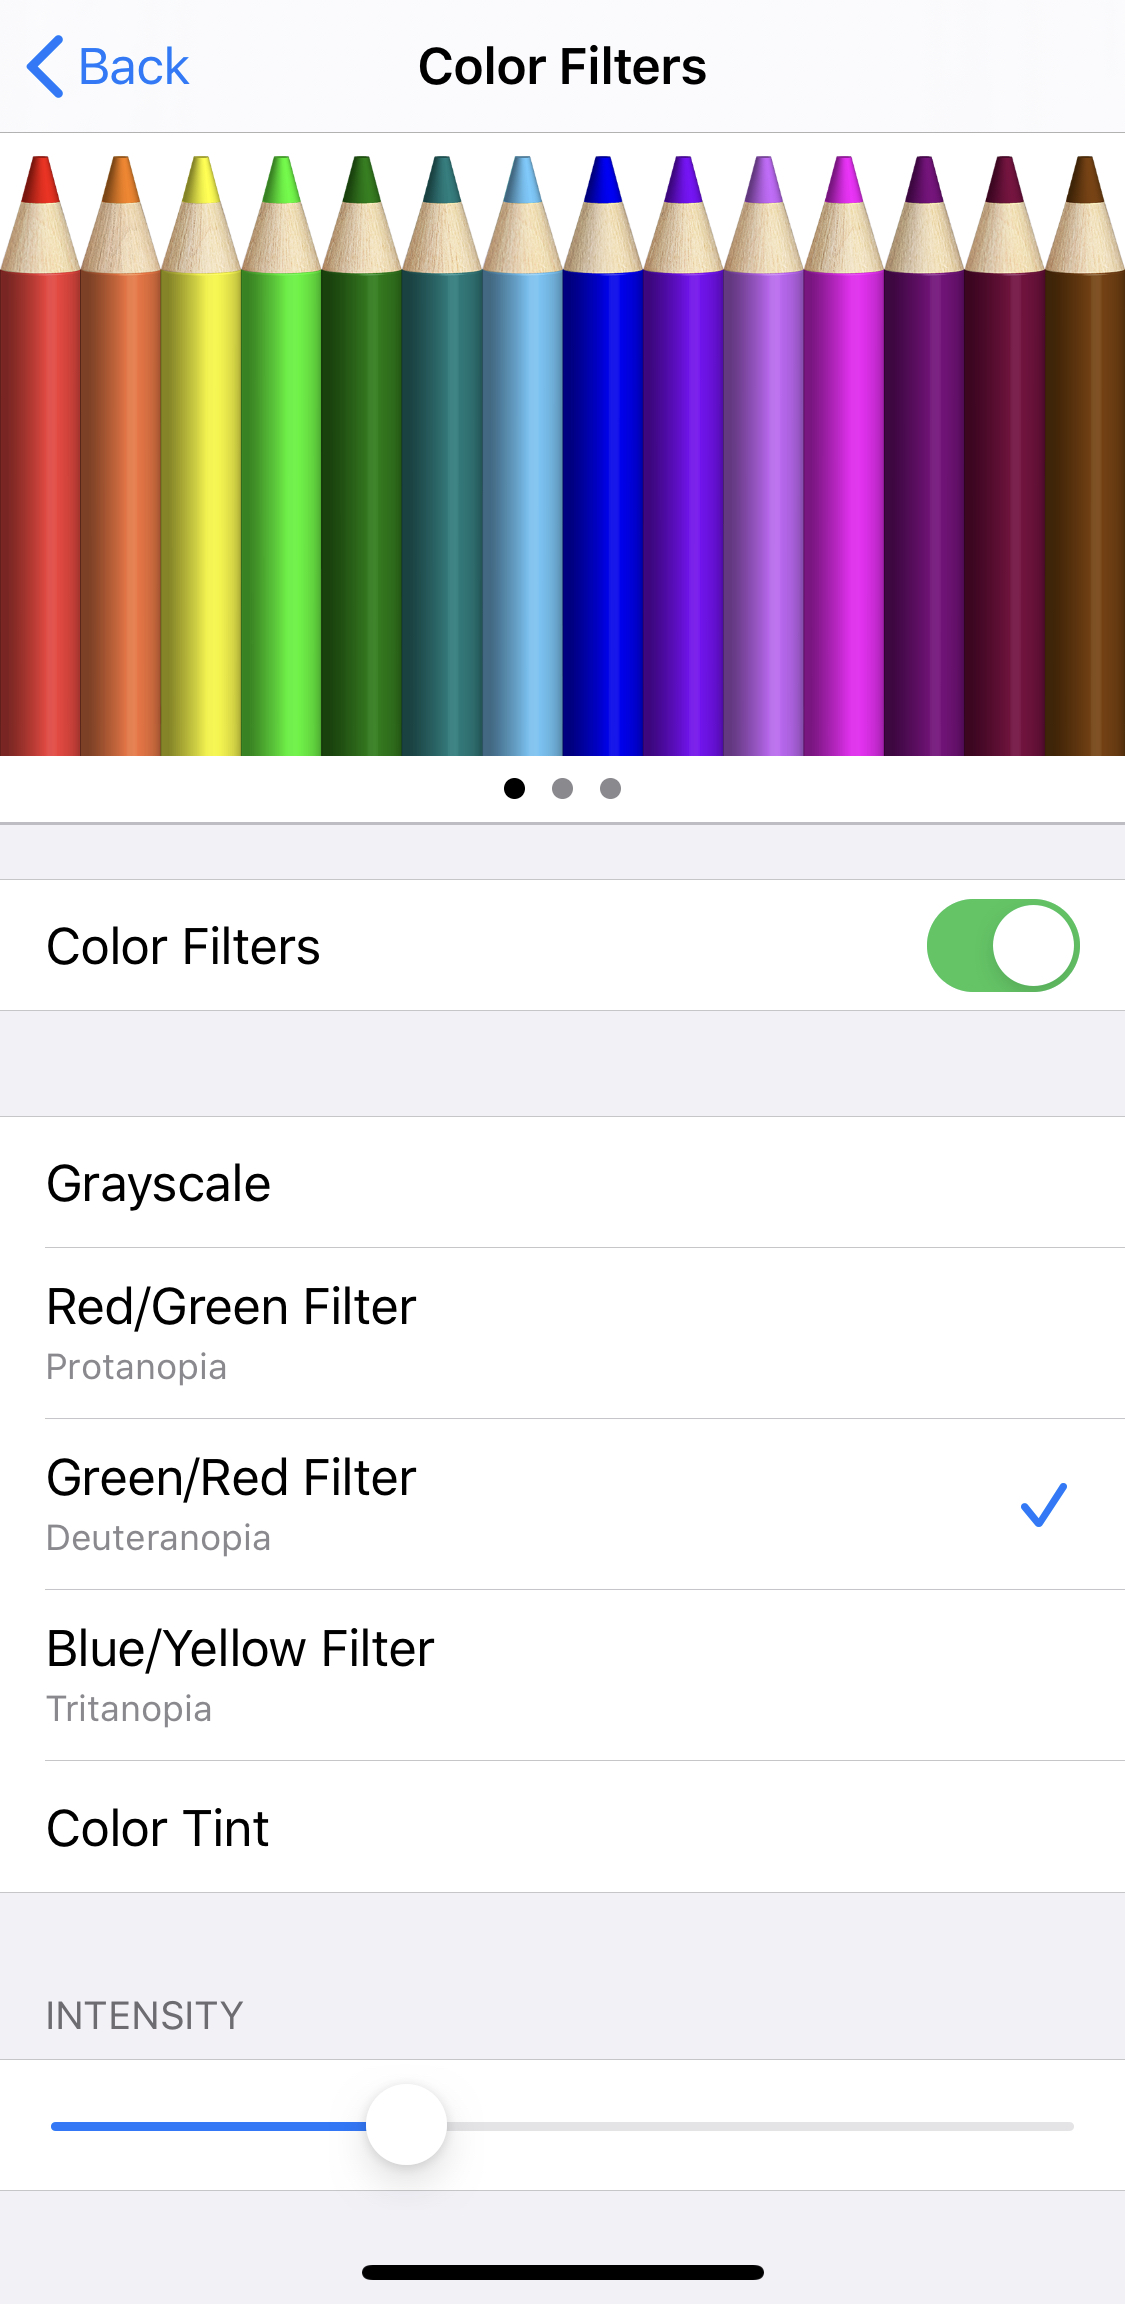 Back
Color Filters
Color Filters
Grayscale
Red/Green Filter
Protanopia
Green/Red Filter
Deuteranopia
Blue/Yellow Filter
Tritanopia
Color Tint
INTENSITY